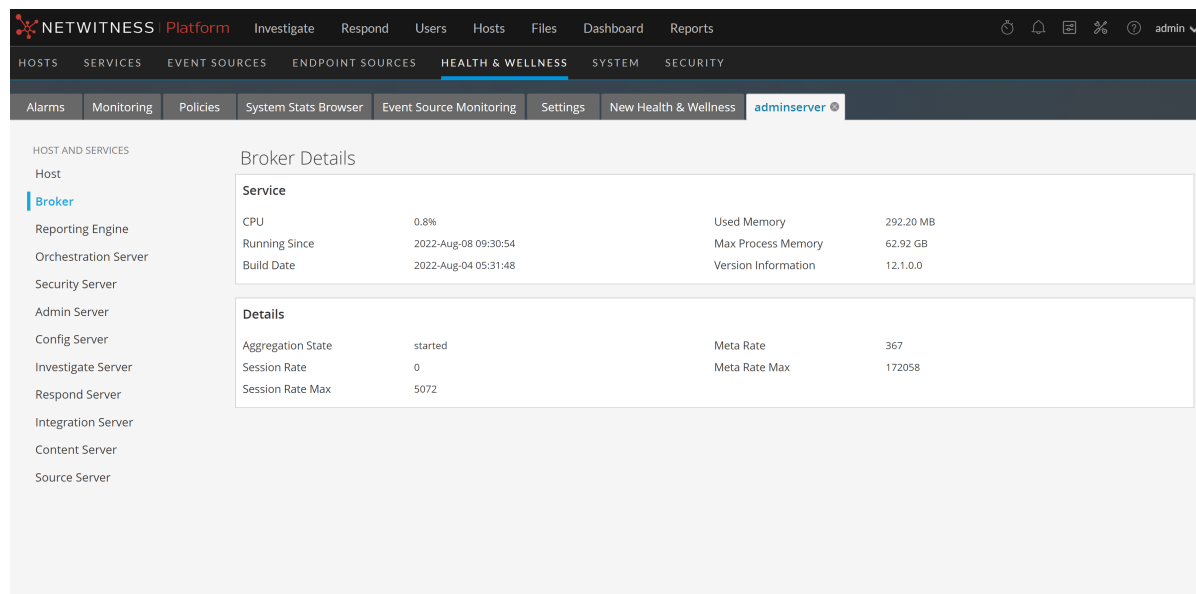 NETWITNESS Platform Investigate Respond Users Hosts Files Dashboard Reports admin
HOSTS SERVICES EVENT SOURCES ENDPOINT SOURCES HEALTH & WELLNESS SYSTEM SECURITY
Alarms Monitoring Policies System Stats Browser Event Source Monitoring Settings New Health & Wellness adminserver
HOST AND SERVICES
Host
Broker
Reporting Engine
Orchestration Server
Security Server
Admin Server
Config Server
Investigate Server
Respond Server
Integration Server
Content Server
Source Server
Broker Details
Service
CPU 0.8% Used Memory 292.20 MB
Running Since 2022-Aug-08 09:30:54 Max Process Memory 62.92 GB
Build Date 2022-Aug-04 05:31:48 Version Information 12.1.0.0
Details
Aggregation State started Meta Rate 367
Session Rate 0 Meta Rate Max 172058
Session Rate Max 5072